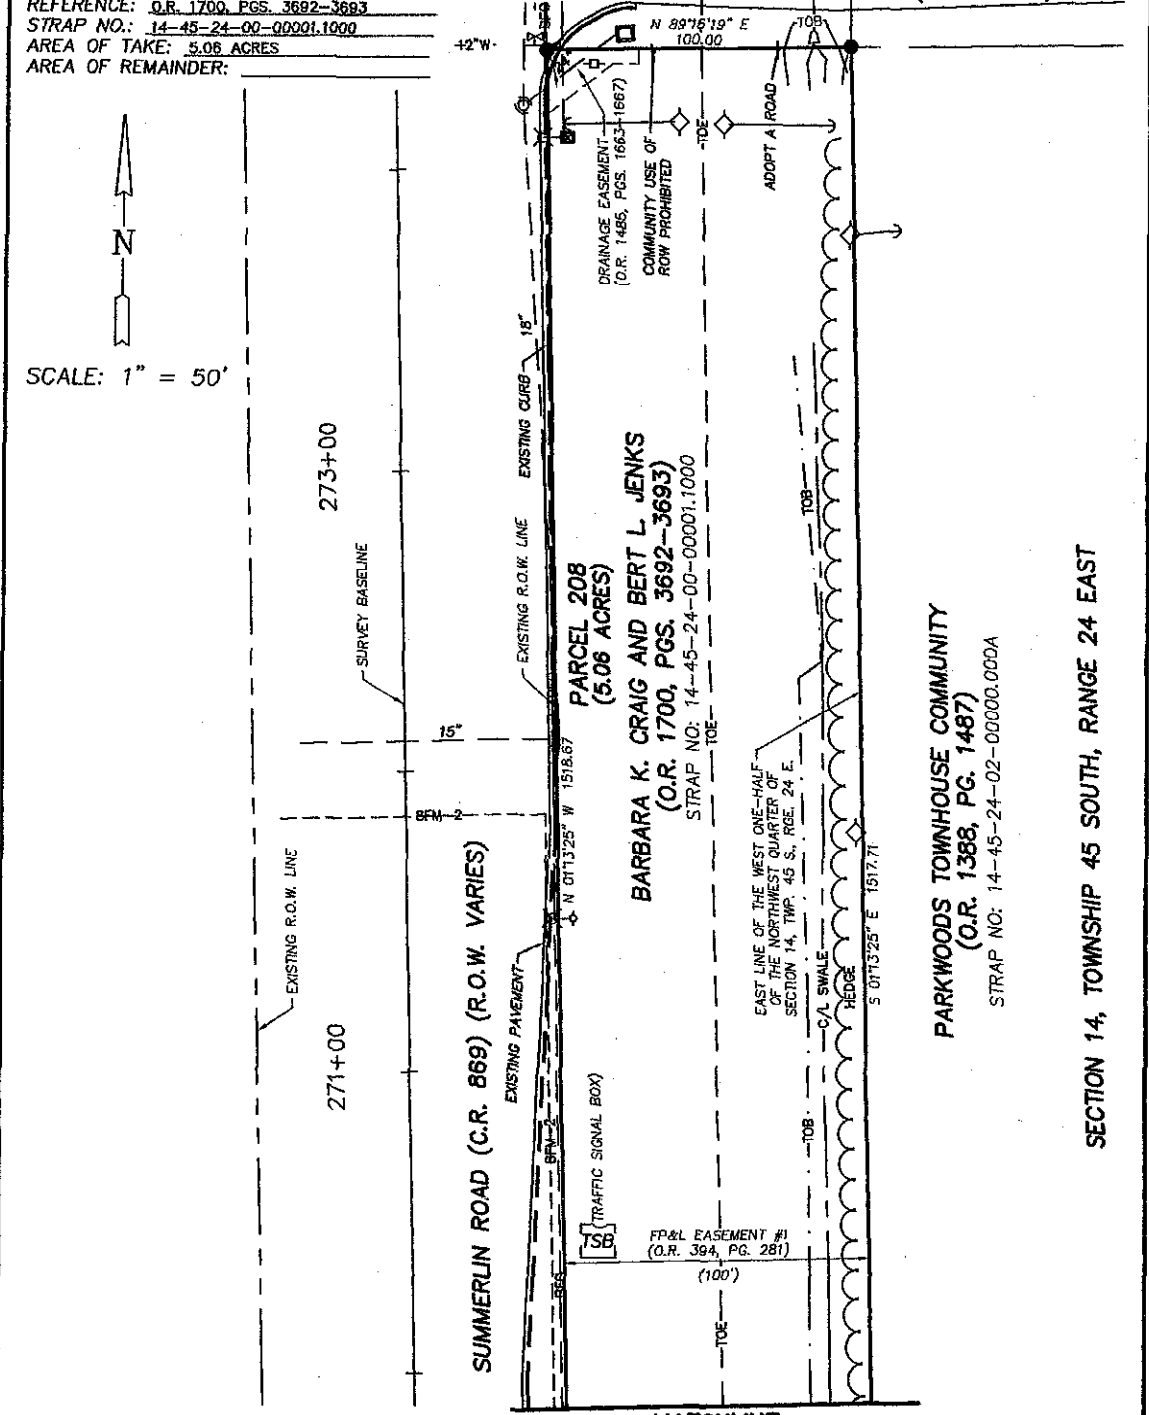 REFERENCE: O.R. 1700, PGS. 3692-3693
STRAP NO.: 14-45-24-00-00001.1000
AREA OF TAKE: 5.06 ACRES
AREA OF REMAINDER:
N
SCALE: 1" = 50'
+2"W
N 89°16'19" E
100.00
TOB
DRAINAGE EASEMENT
(O.R. 1485, PGS. 1663-1667)
COMMUNITY USE OF
ROW PROHIBITED
TOE
ADOPT A ROAD
273+00
SURVEY BASELINE
EXISTING CURB
18"
EXISTING R.O.W. LINE
PARCEL 208
(5.06 ACRES)
BARBARA K. CRAIG AND BERT L. JENKS
(O.R. 1700, PGS. 3692-3693)
STRAP NO: 14-45-24-00-00001.1000
TOE
TOB
15"
BFM-2
N 01°13'25" W 1518.67
EXISTING R.O.W. LINE
271+00
SUMMERLIN ROAD (C.R. 869) (R.O.W. VARIES)
EXISTING PAVEMENT
BFM-2
BFG
EAST LINE OF THE WEST ONE-HALF
OF THE NORTHWEST QUARTER OF
SECTION 14, TWP. 45 S., RGE. 24 E.
C/L SWALE
HEDGE
S 01°13'25" E 1517.71
TOB
PARKWOODS TOWNHOUSE COMMUNITY
(O.R. 1388, PG. 1487)
STRAP NO: 14-45-24-02-00000.000A
SECTION 14, TOWNSHIP 45 SOUTH, RANGE 24 EAST
(TRAFFIC SIGNAL BOX)
TSB
FP&L EASEMENT #1
(O.R. 394, PG. 281)
(100')
TOE